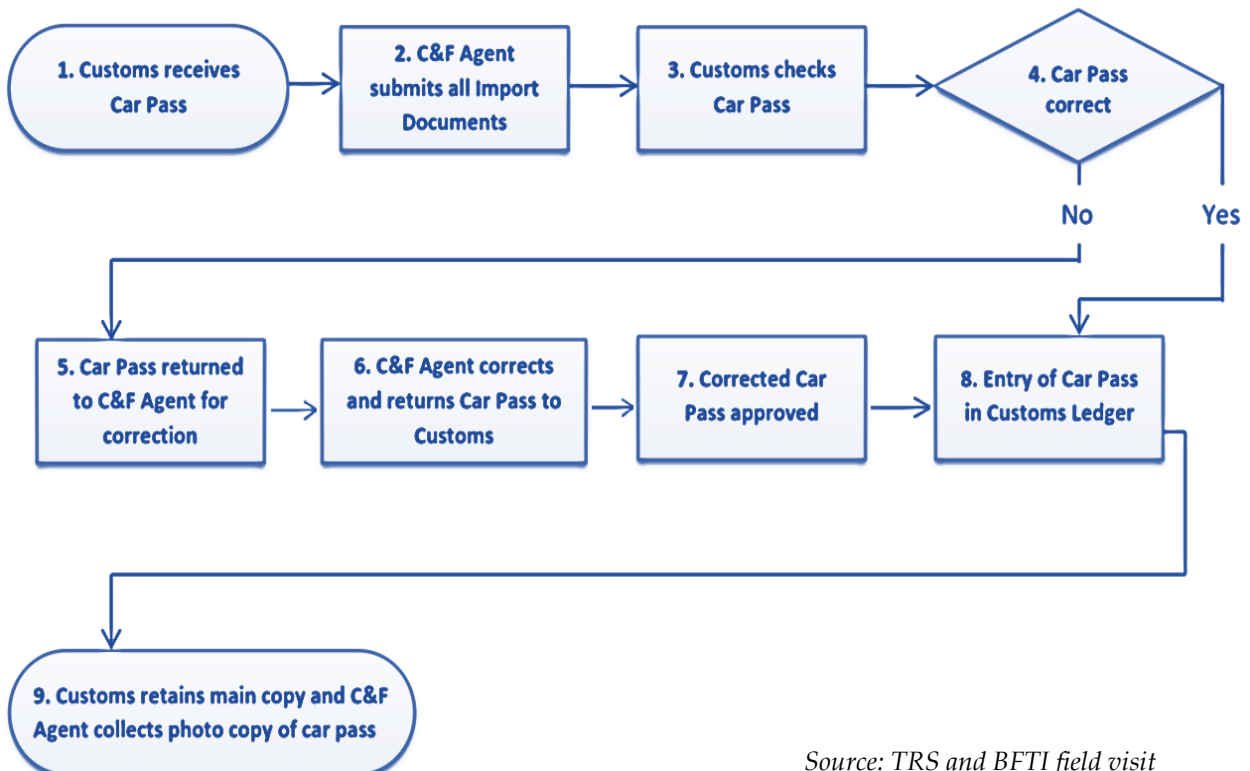 1. Customs receives
Car Pass
2. C&F Agent
submits all Import
Documents
3. Customs checks
Car Pass
4. Car Pass
correct
No
Yes
5. Car Pass returned
to C&F Agent for
correction
6. C&F Agent corrects
and returns Car Pass to
Customs
7. Corrected Car
Pass approved
8. Entry of Car Pass
in Customs Ledger
9. Customs retains main copy and C&F
Agent collects photo copy of car pass
Source: TRS and BFTI field visit